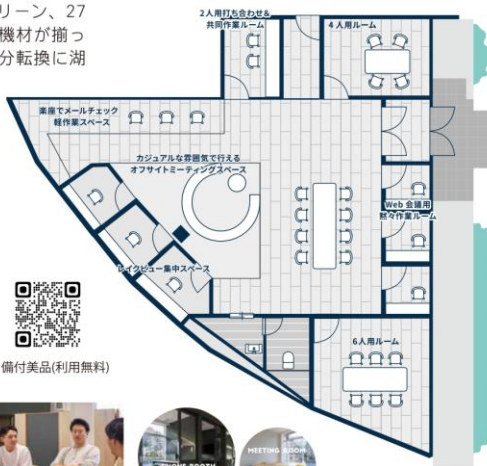 リーン、27
機材が揃っ
分転換に湖
2人用打ち合わせ&
共同作業ルーム
4人用ルーム
楽座でメールチェック
軽作業スペース
カジュアルな雰囲気で行える
オフサイトミーティングスペース
Web 会議用
黙々作業ルーム
レイクビュー集中スペース
6人用ルーム
備付美品(利用無料)
PHONE BOOTH
MEETING ROOM